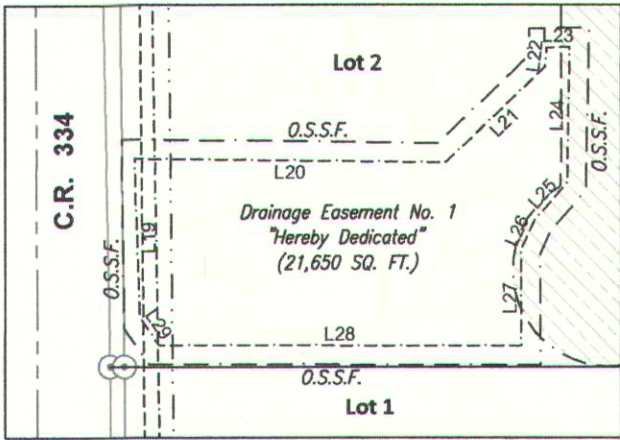 L23
L22
Lot 2
C.R. 334
O.S.S.F.
L21
L24
O.S.S.F.
L20
L25
Drainage Easement No. 1
"Hereby Dedicated"
(21,650 SQ. FT.)
L26
L19
O.S.S.F.
L27
L29
L28
O.S.S.F.
Lot 1